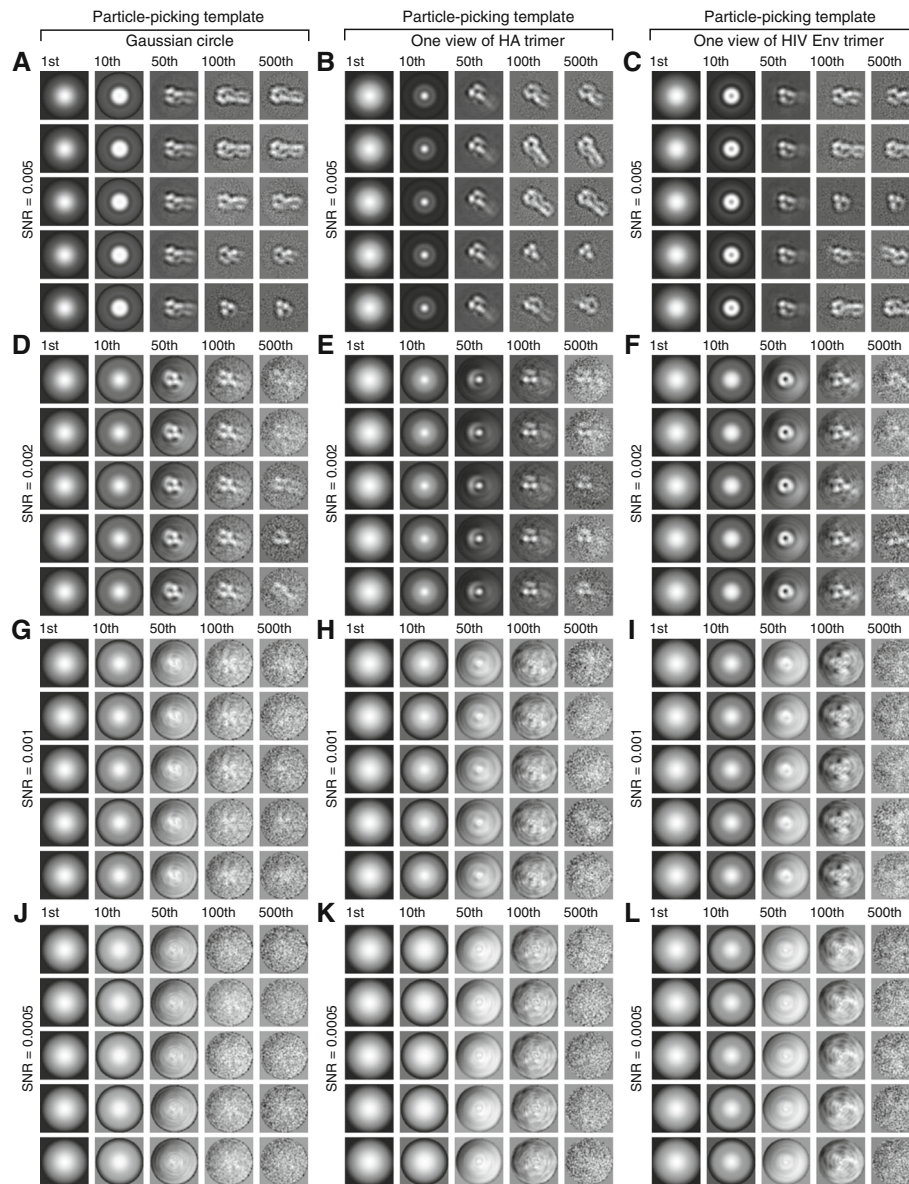 Particle-picking template Particle-picking template Particle-picking template
Gaussian circle One view of HA trimer One view of HIV Env trimer
A B C
1st 10th 50th 100th 500th 1st 10th 50th 100th 500th 1st 10th 50th 100th 500th
SNR = 0.005 SNR = 0.005 SNR = 0.005
D E F
1st 10th 50th 100th 500th 1st 10th 50th 100th 500th 1st 10th 50th 100th 500th
SNR = 0.002 SNR = 0.002 SNR = 0.002
G H I
1st 10th 50th 100th 500th 1st 10th 50th 100th 500th 1st 10th 50th 100th 500th
SNR = 0.001 SNR = 0.001 SNR = 0.001
J K L
1st 10th 50th 100th 500th 1st 10th 50th 100th 500th 1st 10th 50th 100th 500th
SNR = 0.0005 SNR = 0.0005 SNR = 0.0005